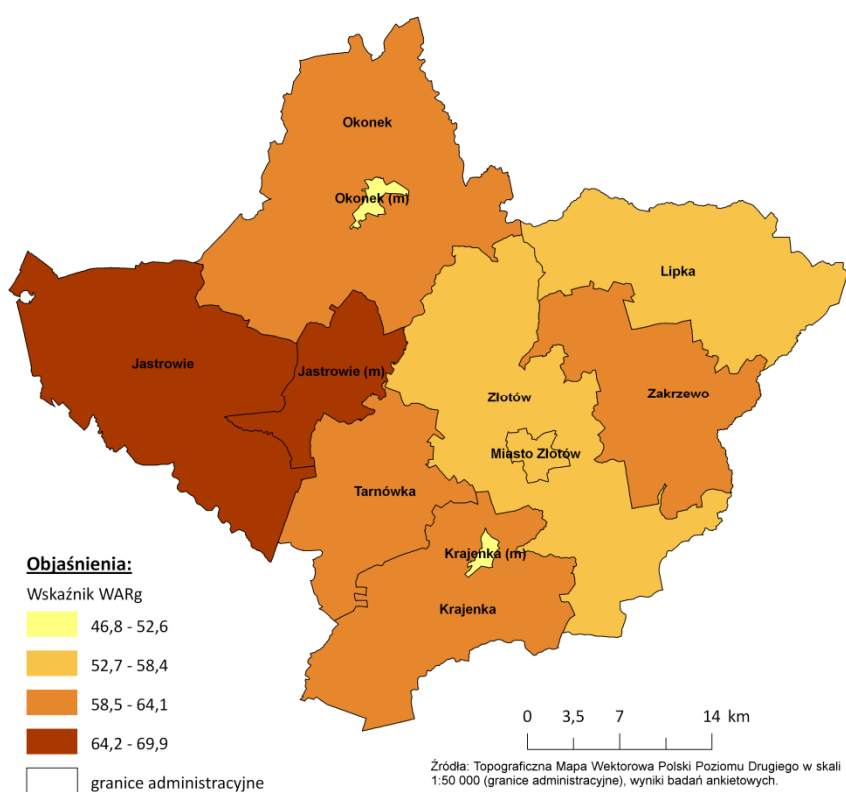 Okonek
Okonek (m)
Lipka
Jastrowie
Jastrowie (m)
Złotów
Zakrzewo
Miasto Złotów
Tarnówka
Krajenka (m)
Krajenka
Objaśnienia:
Wskaźnik WARg
46,8 - 52,6
52,7 - 58,4
58,5 - 64,1
64,2 - 69,9
granice administracyjne
0 3,5 7 14 km
Źródła: Topograficzna Mapa Wektorowa Polski Poziomu Drugiego w skali
1:50 000 (granice administracyjne), wyniki badań ankietowych.